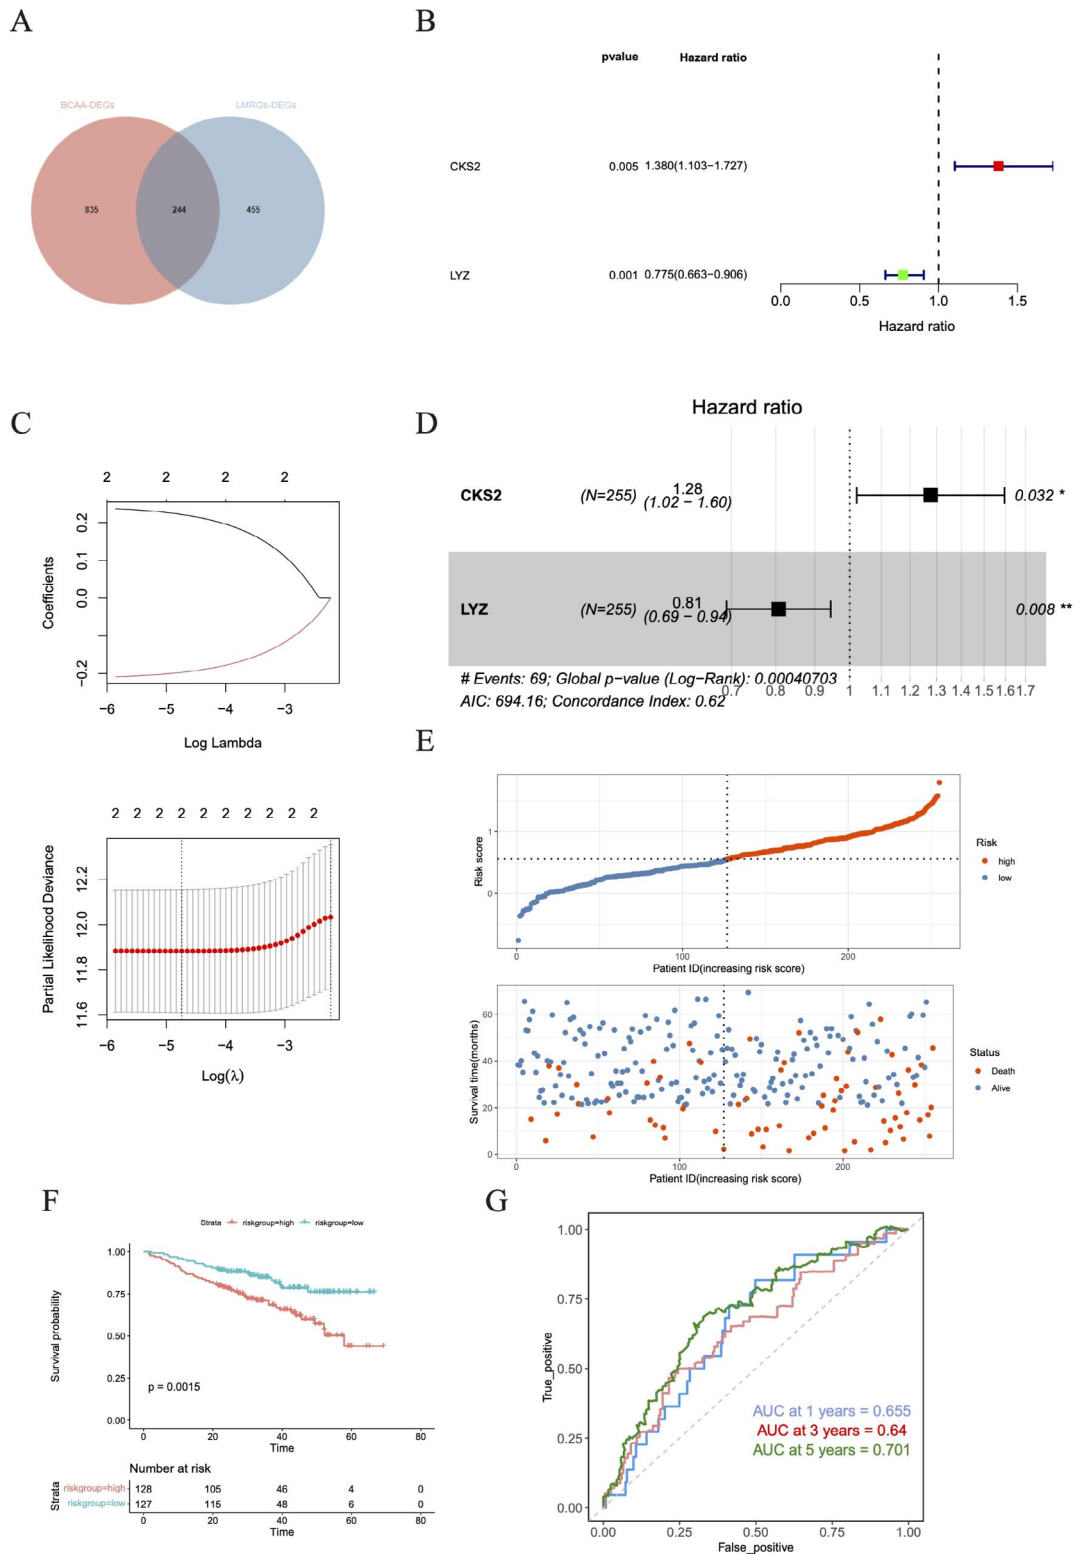 A
BCAA-DEGs
LMRGs-DEGs
835
244
455
B
pvalue Hazard ratio
CKS2 0.005 1.380(1.103−1.727)
LYZ 0.001 0.775(0.663−0.906)
0.0 0.5 1.0 1.5
Hazard ratio
C
2 2 2 2
0.2
0.1
0.0
−0.2
Coefficients
−6 −5 −4 −3
Log Lambda
2 2 2 2 2 2 2 2 2 2
12.2
12.0
11.8
11.6
Partial Likelihood Deviance
−6 −5 −4 −3
Log(λ)
D
Hazard ratio
CKS2 (N=255) 1.28
(1.02 − 1.60)
0.032 *
LYZ (N=255) 0.81
(0.69 − 0.94)
0.008 **
# Events: 69; Global p−value (Log−Rank): 0.00040703
AIC: 694.16; Concordance Index: 0.62
0.7 0.8 0.9 1 1.1 1.2 1.3 1.4 1.5 1.6 1.7
E
1
0
Risk score
100 200
Patient ID(increasing risk score)
Risk
high
low
60
40
20
0
Survival time(months)
0 100 200
Patient ID(increasing risk score)
Status
Death
Alive
F
Strata riskgroup=high riskgroup=low
1.00
0.75
0.50
0.25
0.00
Survival probability
p = 0.0015
0 20 40 60 80
Time
Number at risk
Strata
riskgroup=high 128 105 46 4 0
riskgroup=low 127 115 48 6 0
0 20 40 60 80
Time
G
1.00
0.75
0.50
0.25
0.00
True_positive
AUC at 1 years = 0.655
AUC at 3 years = 0.64
AUC at 5 years = 0.701
0.00 0.25 0.50 0.75 1.00
False_positive